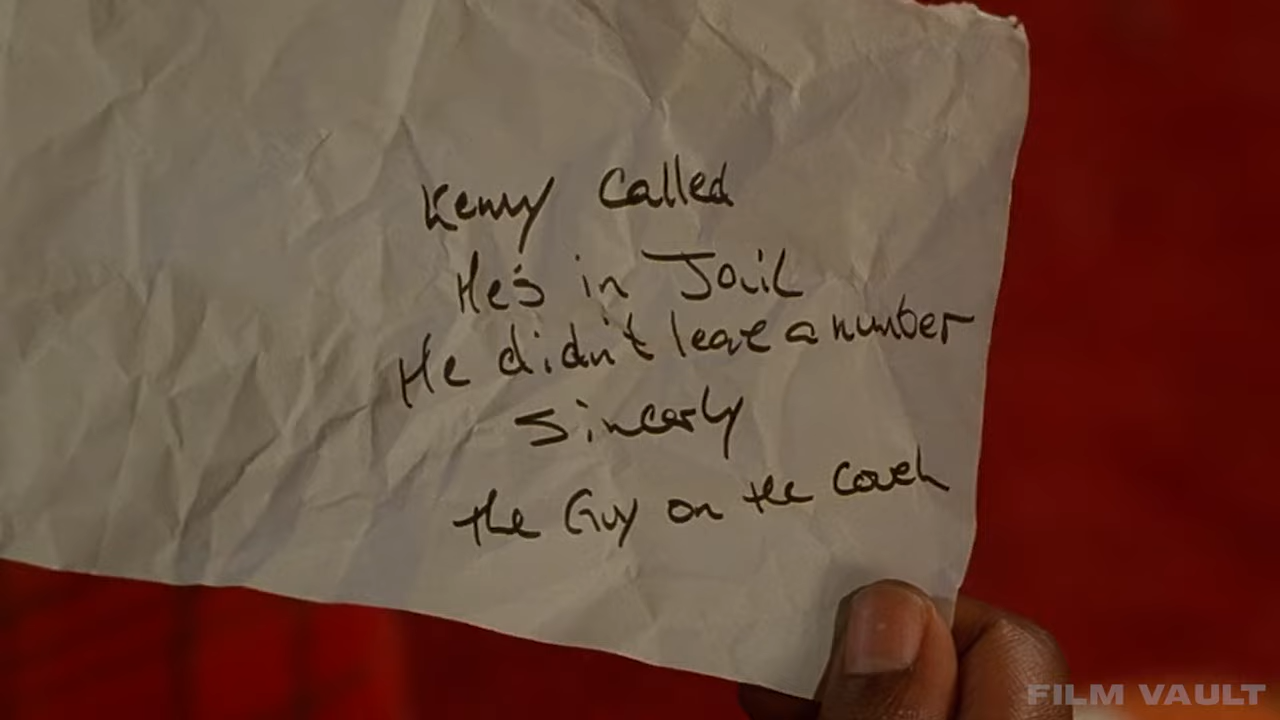 Kenny Called
He's in Jail
He didn't leave a number
Sincerly
the Guy on the couch
FILM VAULT